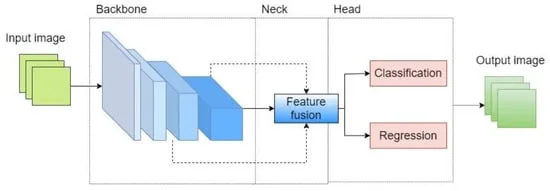 Backbone
Neck
Head
Input image
Feature
fusion
Classification
Regression
Output image